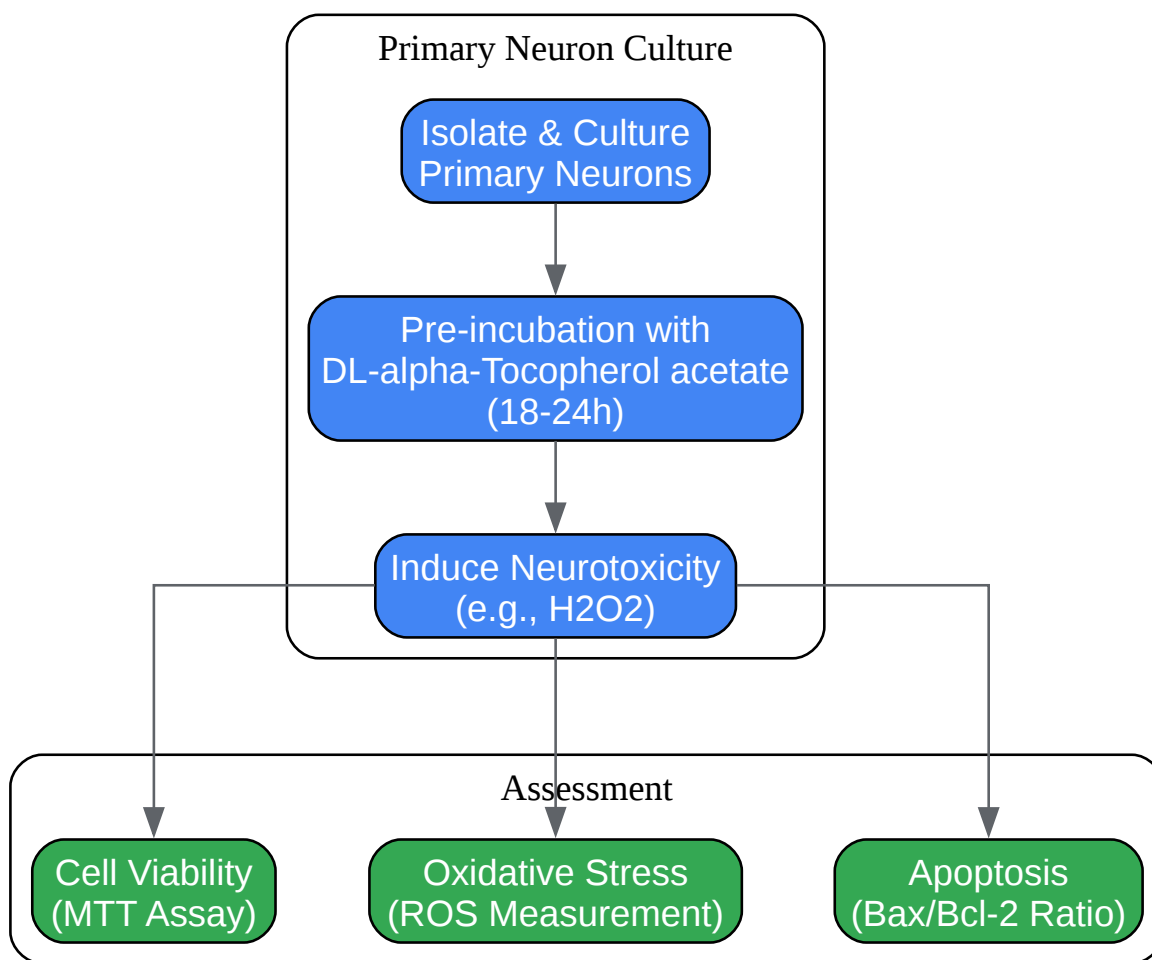 Primary Neuron Culture
Isolate & Culture
Primary Neurons
Pre-incubation with
DL-alpha-Tocopherol acetate
(18-24h)
Induce Neurotoxicity
(e.g., H2O2)
Assessment
Cell Viability
(MTT Assay)
Oxidative Stress
(ROS Measurement)
Apoptosis
(Bax/Bcl-2 Ratio)